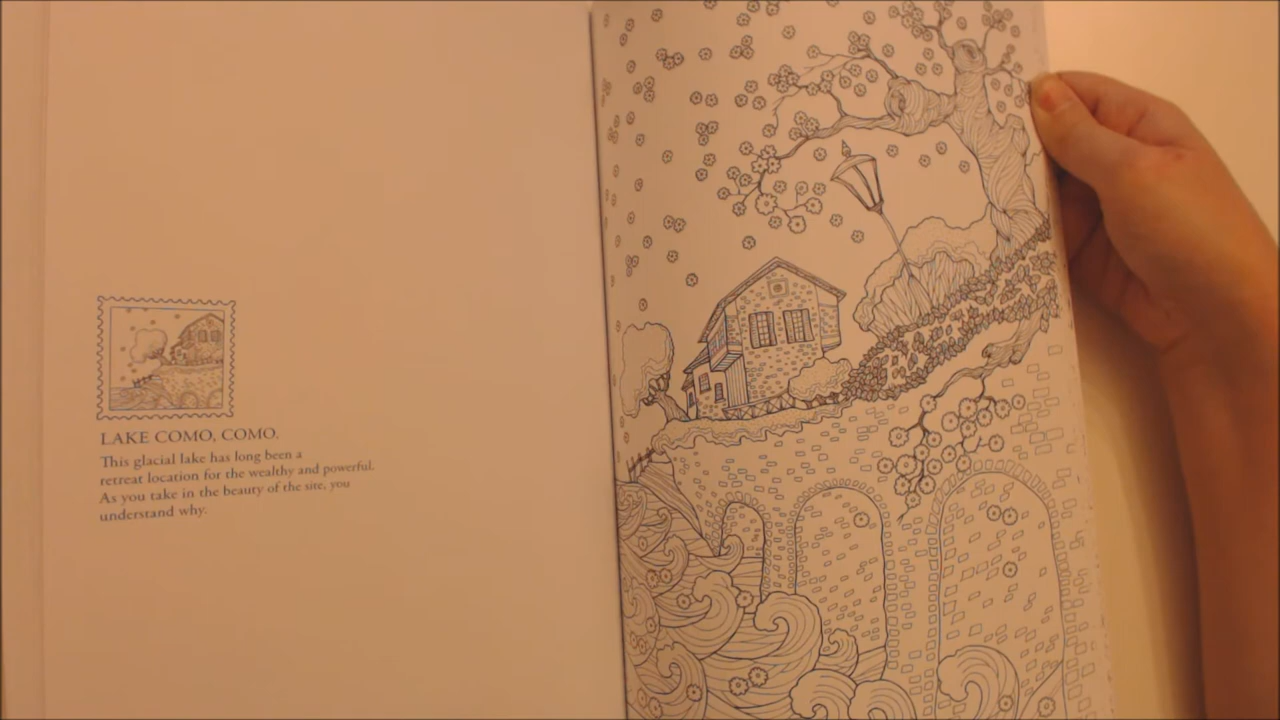 LAKE COMO, COMO.
This glacial lake has long been a
retreat location for the wealthy and powerful.
As you take in the beauty of the site, you
understand why.